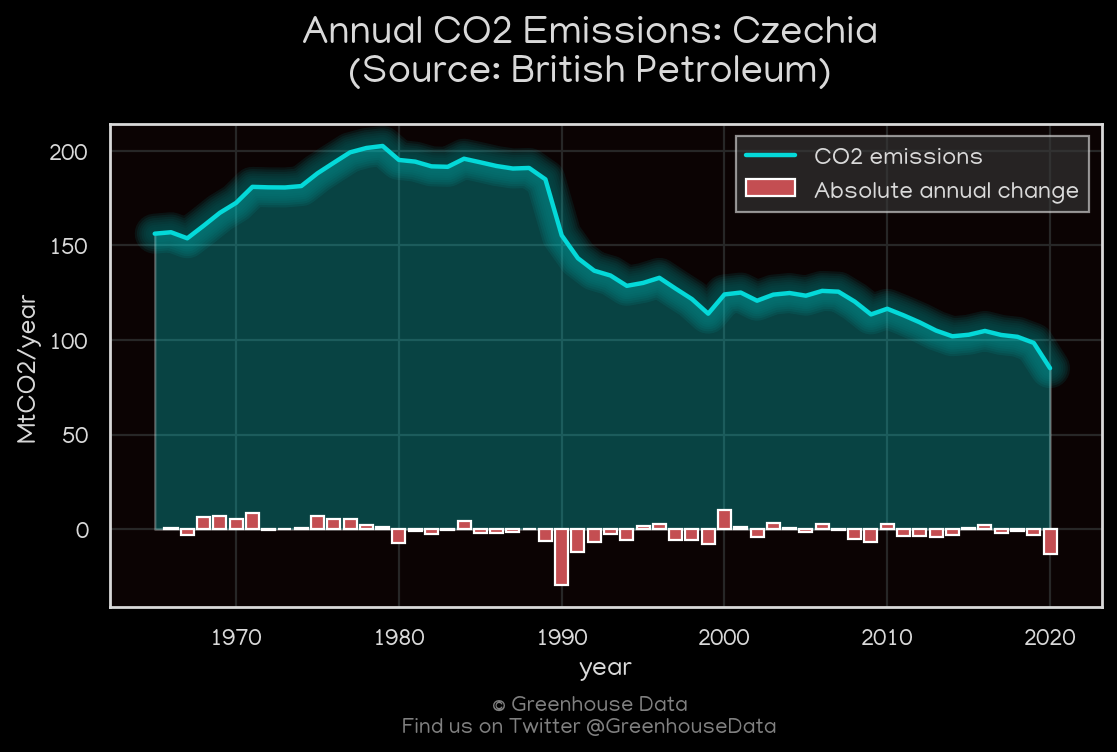 Annual CO2 Emissions: Czechia
(Source: British Petroleum)
CO2 emissions
Absolute annual change
MtCO2/year
200
150
100
50
0
1970 1980 1990 2000 2010 2020
year
© Greenhouse Data
Find us on Twitter @GreenhouseData